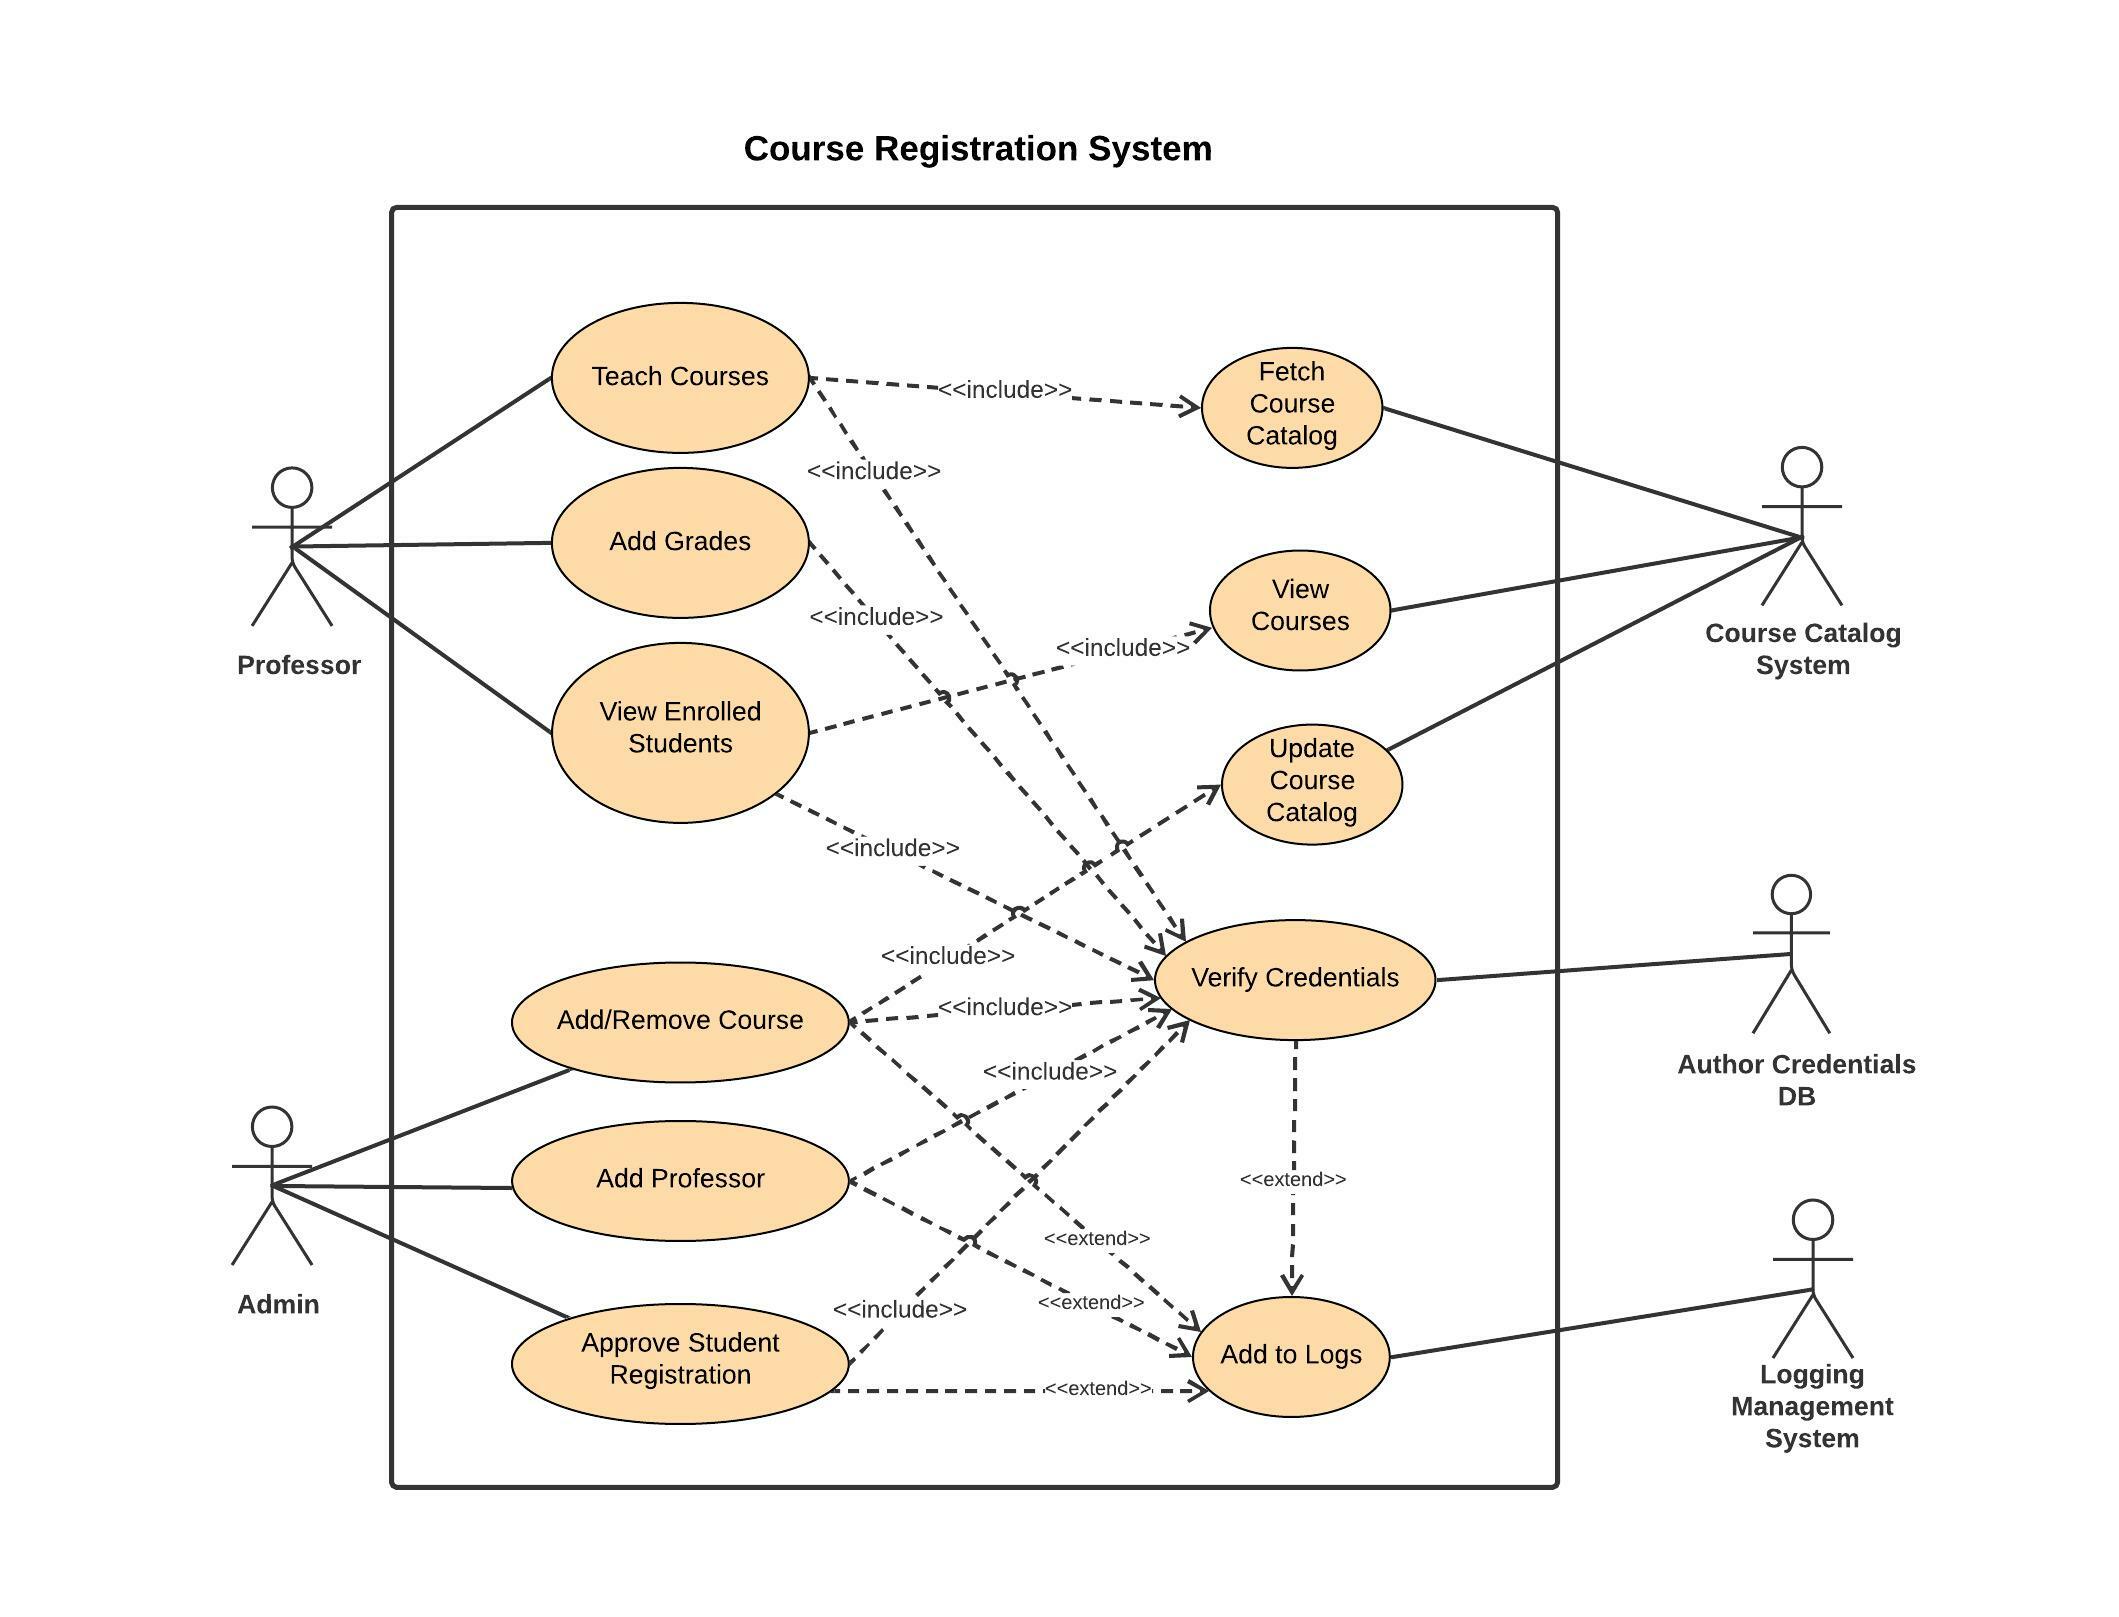 Course Registration System
Teach Courses
<<include>>
Fetch
Course
Catalog
<<include>>
Add Grades
<<include>>
View
Courses
<<include>>
Professor
Course Catalog
System
View Enrolled
Students
Update
Course
Catalog
<<include>>
<<include>>
Verify Credentials
Add/Remove Course
<<include>>
<<include>>
Author Credentials
DB
Add Professor
<<extend>>
<<extend>>
Admin
<<include>>
<<extend>>
Approve Student
Registration
Add to Logs
<<extend>>
Logging
Management
System